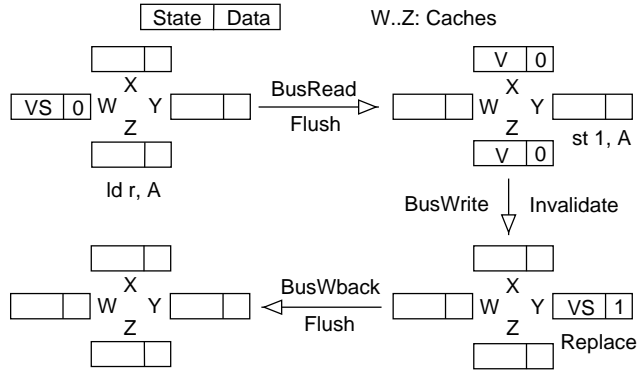 State Data W..Z: Caches
V 0
X X
VS 0 W Y BusRead W Y
Z Flush Z st 1, A
V 0
ld r, A
BusWrite Invalidate
X BusWback X
W Y W Y VS 1
Z Flush Z Replace